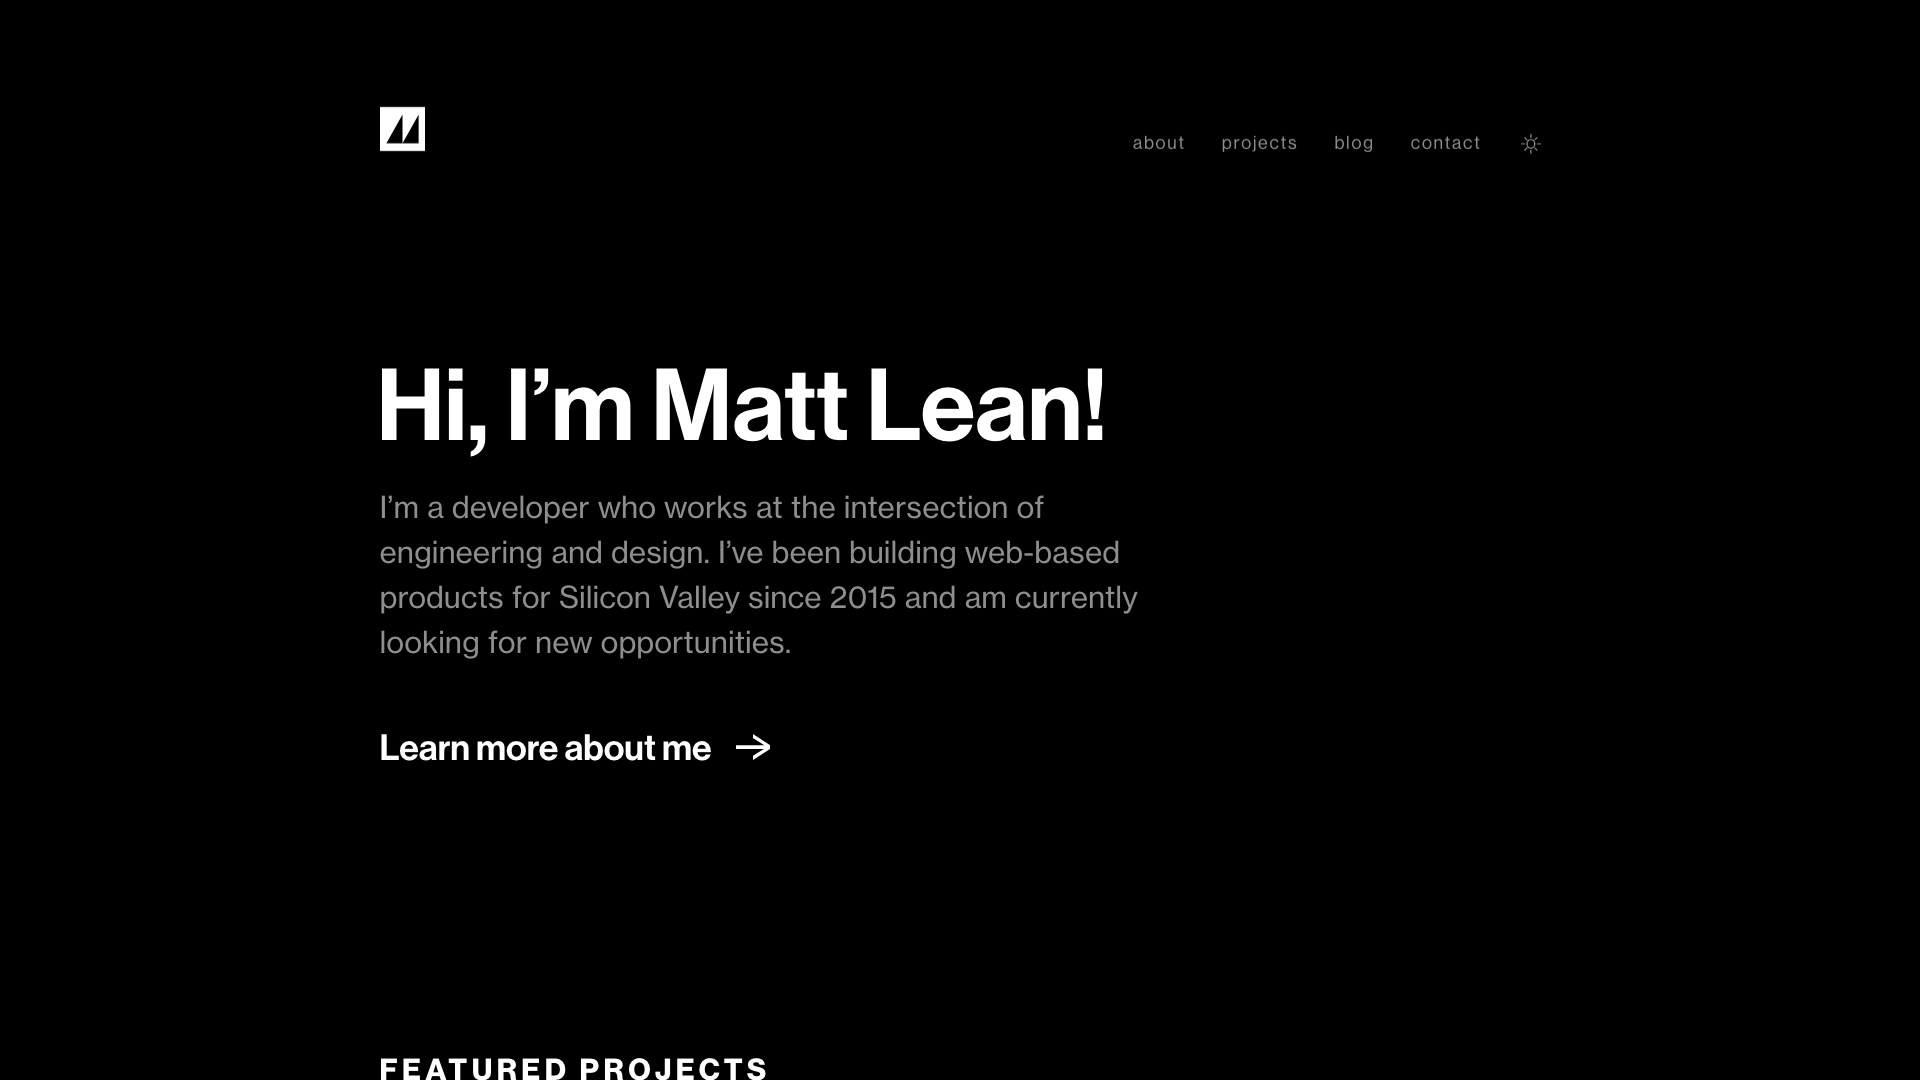 about projects blog contact
Hi, I’m Matt Lean!
I’m a developer who works at the intersection of
engineering and design. I’ve been building web-based
products for Silicon Valley since 2015 and am currently
looking for new opportunities.
Learn more about me →
FEATURED PROJECTS